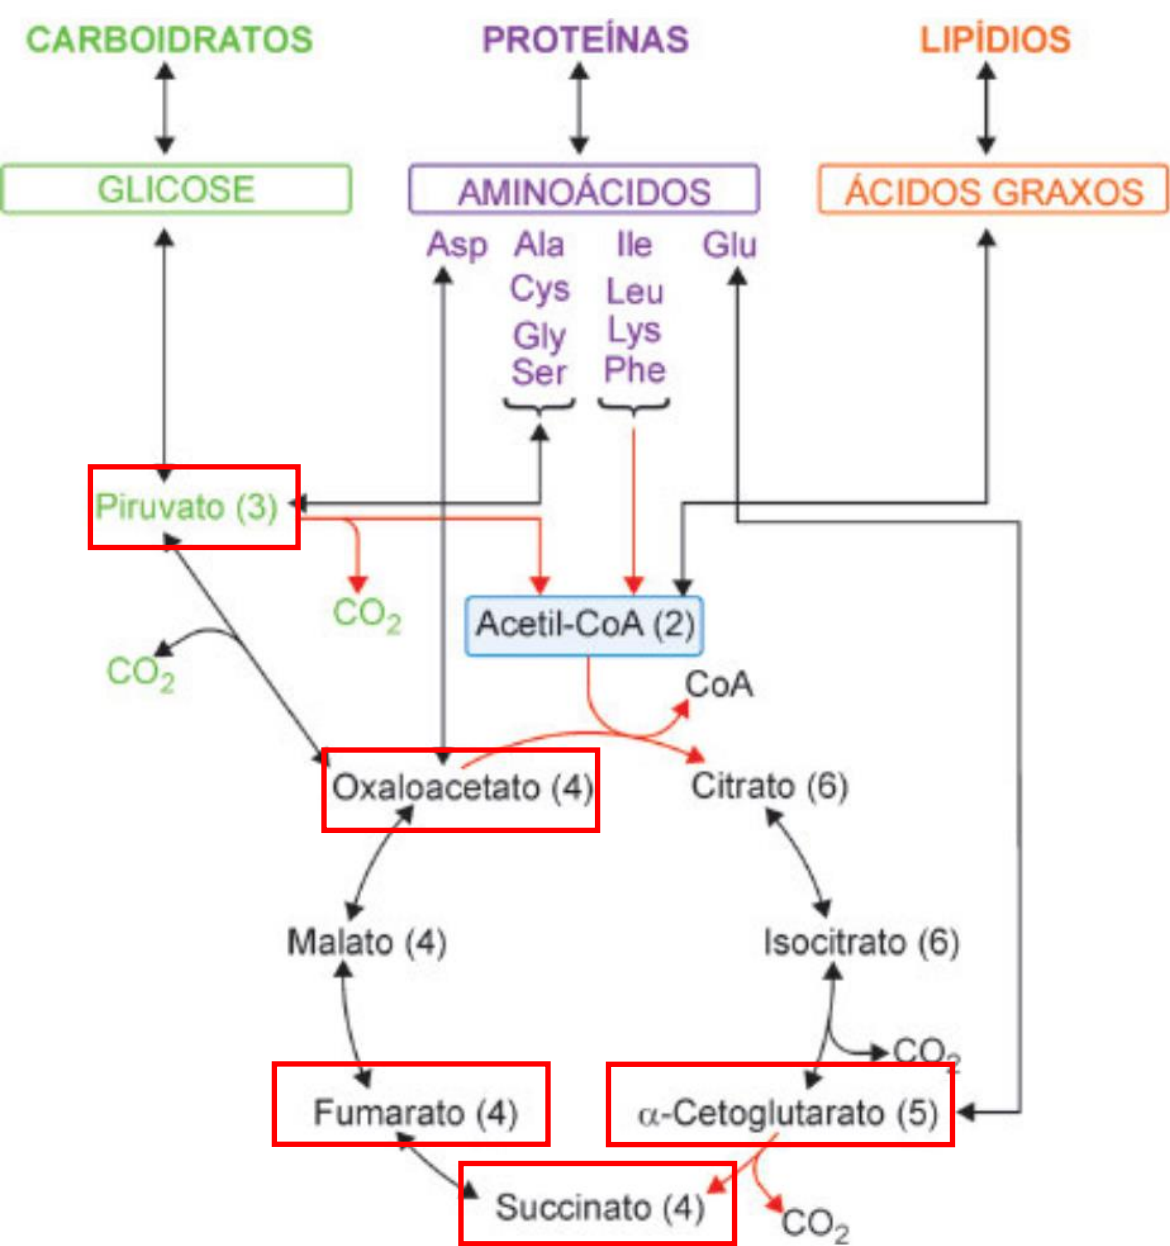 CARBOIDRATOS PROTEÍNAS LIPÍDIOS
GLICOSE AMINOÁCIDOS ÁCIDOS GRAXOS
Asp Ala Ile Glu
Cys Leu
Gly Lys
Ser Phe
Piruvato (3)
CO2
Acetil-CoA (2)
CO2
CoA
Oxaloacetato (4) Citrato (6)
Malato (4) Isocitrato (6)
CO2
Fumarato (4) α-Cetoglutarato (5)
Succinato (4) CO2